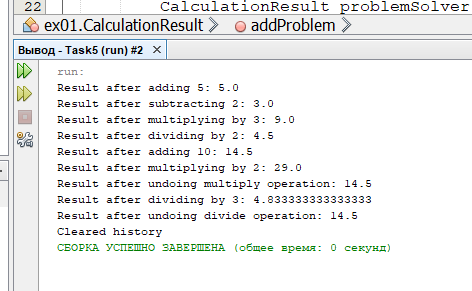 22
CalculationResult problemSolver
ex01.CalculationResult
addProblem
Вывод - Task5 (run) #2
run:
Result after adding 5: 5.0
Result after subtracting 2: 3.0
Result after multiplying by 3: 9.0
Result after dividing by 2: 4.5
Result after adding 10: 14.5
Result after multiplying by 2: 29.0
Result after undoing multiply operation: 14.5
Result after dividing by 3: 4.833333333333333
Result after undoing divide operation: 14.5
Cleared history
СБОРКА УСПЕШНО ЗАВЕРШЕНА (общее время: 0 секунд)